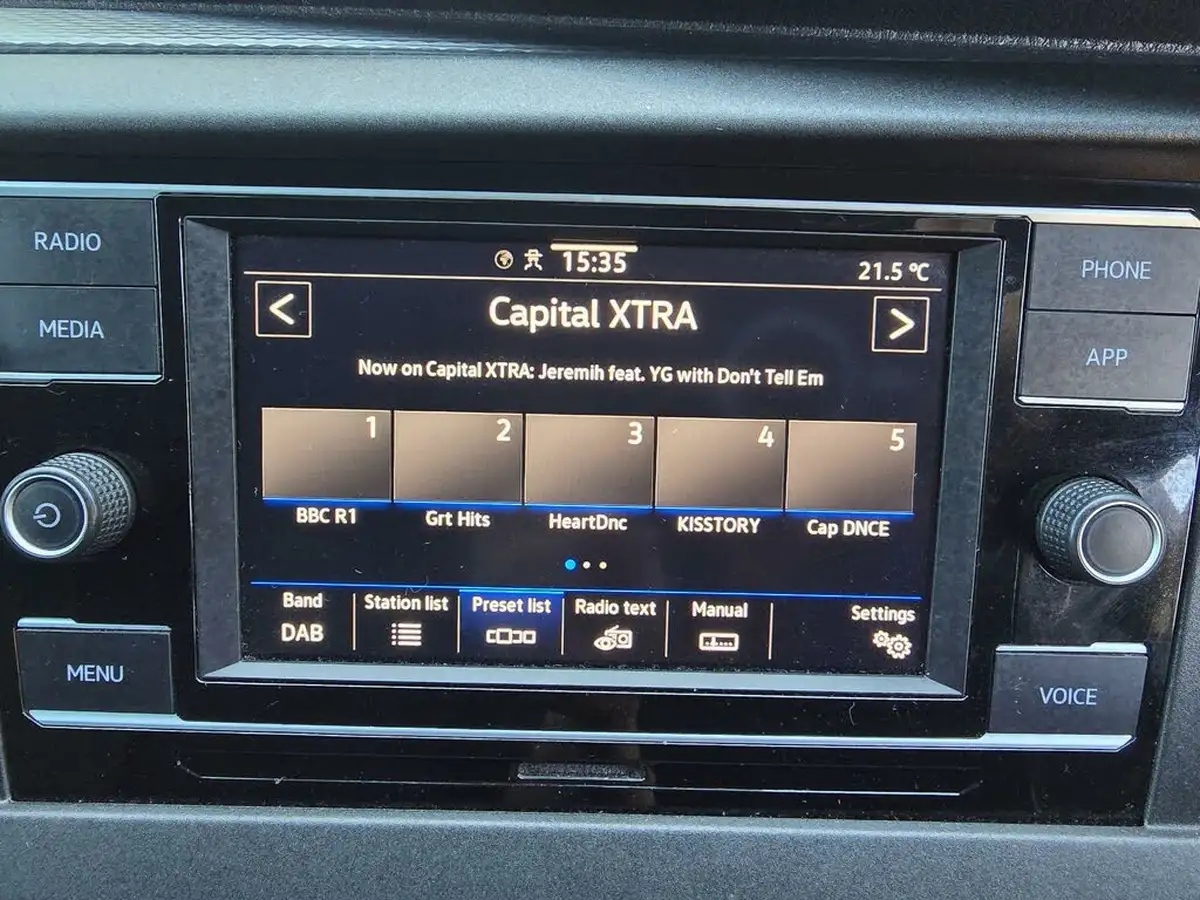 RADIO
MEDIA
MENU
15:35
21.5 °C
<
Capital XTRA
>
Now on Capital XTRA: Jeremih feat. YG with Don't Tell Em
1 2 3 4 5
BBC R1 Grt Hits HeartDnc KISSTORY Cap DNCE
Band Station list Preset list Radio text Manual Settings
DAB
PHONE
APP
VOICE